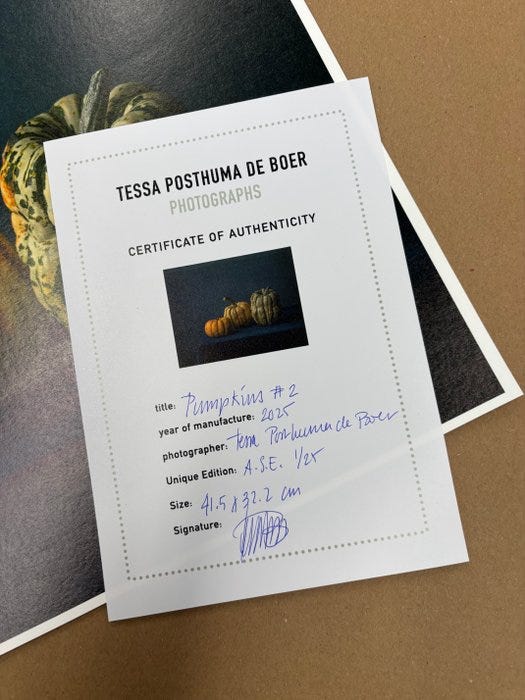 TESSA POSTHUMA DE BOER
PHOTOGRAPHS
CERTIFICATE OF AUTHENTICITY
title: Pumpkins #2
year of manufacture: 2025
photographer: Tessa Posthuma de Boer
Unique Edition: A.S.E. 1/25
Size: 41.5 x 32.2 cm
Signature: